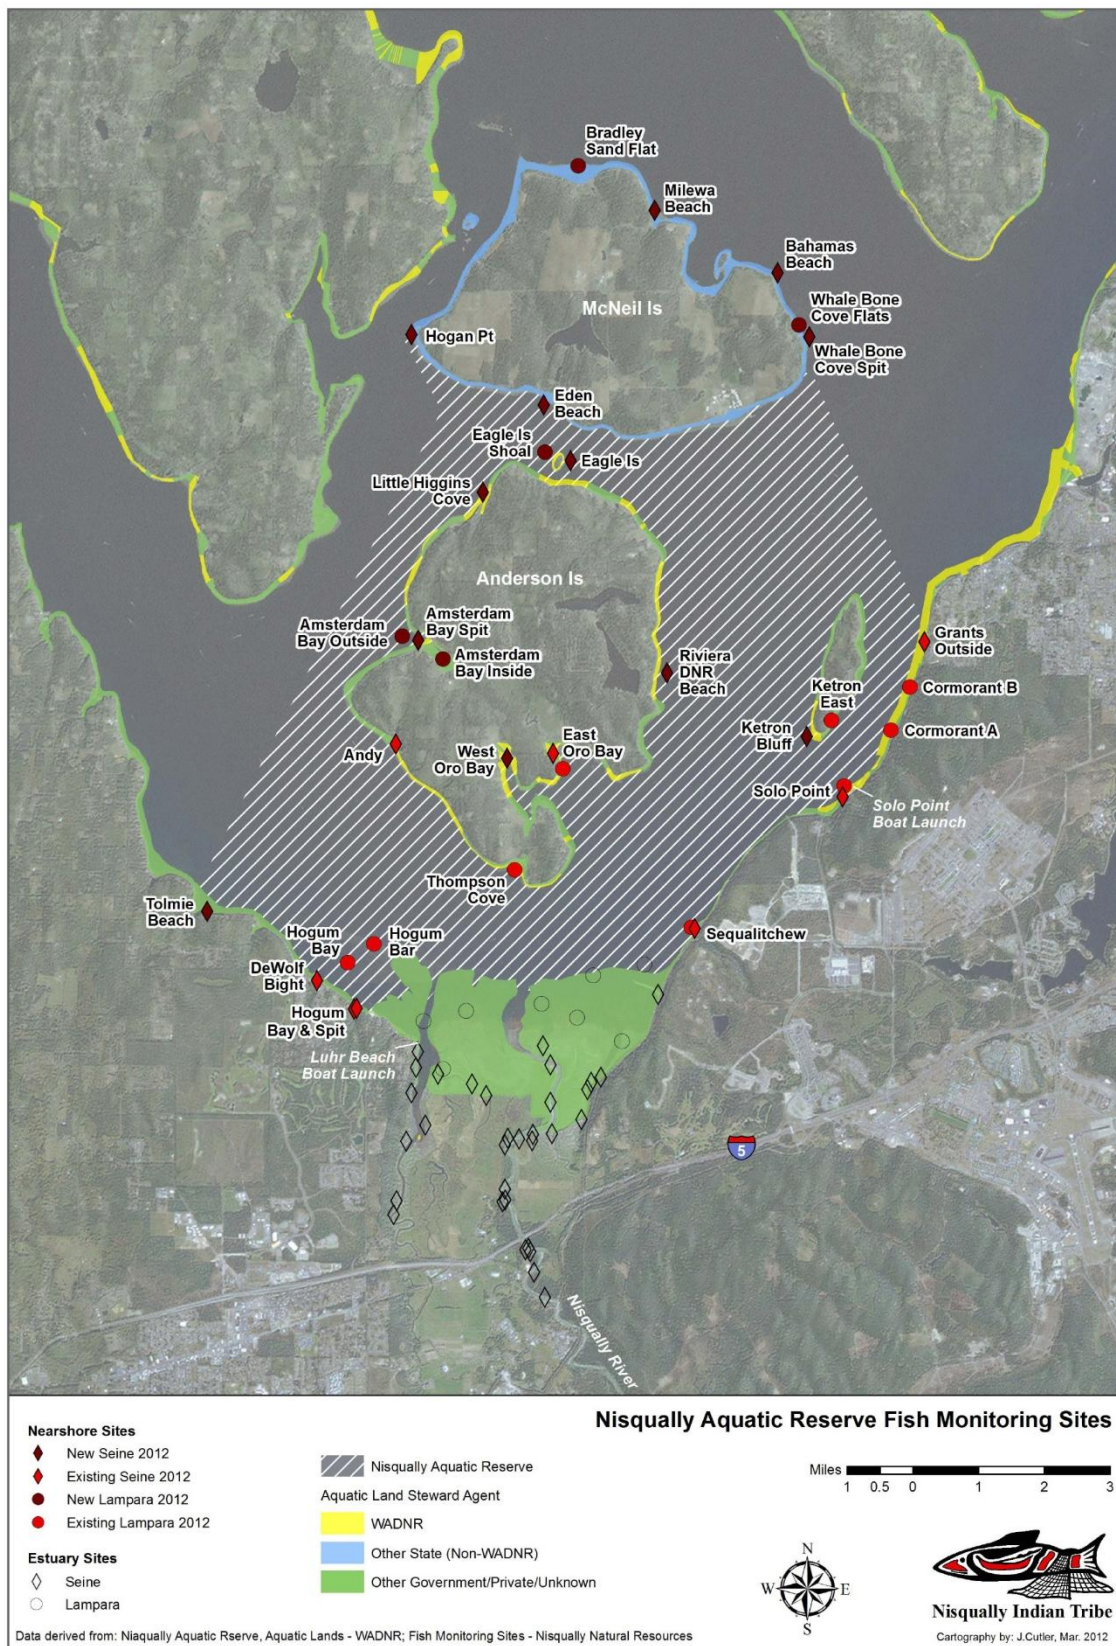 Bradley
Sand Flat
Milewa
Beach
Bahamas
Beach
McNeil Is
Whale Bone
Cove Flats
Hogan Pt
Whale Bone
Cove Spit
Eden
Beach
Eagle Is
Shoal
Eagle Is
Little Higgins
Cove
Anderson Is
Amsterdam
Bay Outside
Amsterdam
Bay Spit
Amsterdam
Bay Inside
Grants
Outside
Riviera
DNR
Beach
Ketron
East
Cormorant B
Ketron
Bluff
Cormorant A
Andy
West
Oro Bay
East
Oro Bay
Solo Point
Solo Point
Boat Launch
Thompson
Cove
Tolmie
Beach
Hogum
Bay
Hogum
Bar
Sequalitchew
DeWolf
Bight
Hogum
Bay & Spit
Luhr Beach
Boat Launch
5
Nisqually River
Nisqually Aquatic Reserve Fish Monitoring Sites
Nearshore Sites
New Seine 2012
Existing Seine 2012
New Lampara 2012
Existing Lampara 2012
Estuary Sites
Seine
Lampara
Nisqually Aquatic Reserve
Aquatic Land Steward Agent
WADNR
Other State (Non-WADNR)
Other Government/Private/Unknown
Miles
1 0.5 0 1 2 3
N
W E
S
Nisqually Indian Tribe
Data derived from: Niaqually Aquatic Rserve, Aquatic Lands - WADNR; Fish Monitoring Sites - Nisqually Natural Resources
Cartography by: J.Cutler, Mar. 2012